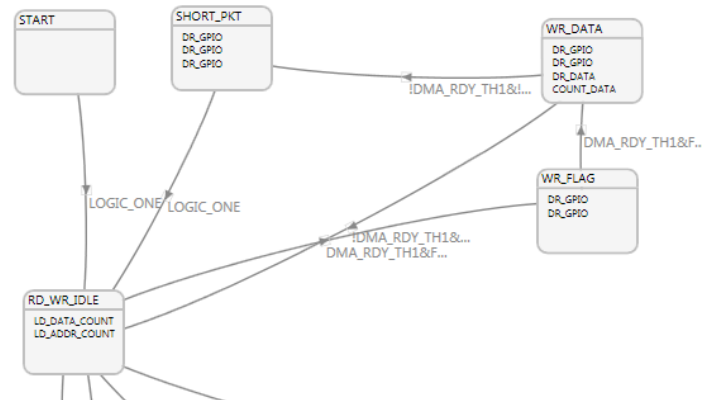 START
SHORT_PKT
DR_GPIO
DR_GPIO
DR_GPIO
WR_DATA
DR_GPIO
DR_GPIO
DR_DATA
COUNT_DATA
!DMA_RDY_TH1&!...
DMA_RDY_TH1&F..
WR_FLAG
DR_GPIO
DR_GPIO
LOGIC_ONE
LOGIC_ONE
!DMA_RDY_TH1&...
DMA_RDY_TH1&F...
RD_WR_IDLE
LD_DATA_COUNT
LD_ADDR_COUNT